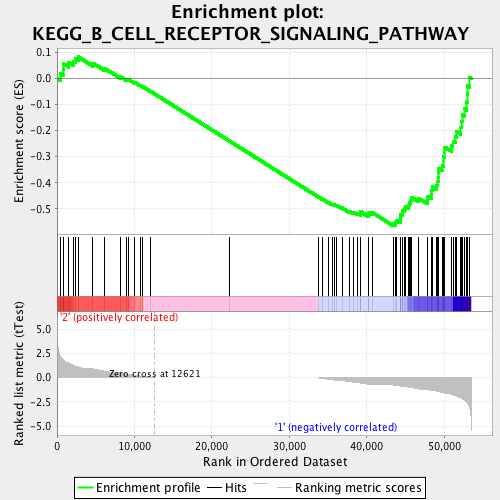 Enrichment plot:
KEGG_B_CELL_RECEPTOR_SIGNALING_PATHWAY
Enrichment score (ES)
0.1
0.0
-0.1
-0.2
-0.3
-0.4
-0.5
'2' (positively correlated)
Ranked list metric (tTest)
5.0
2.5
0.0
-2.5
-5.0
Zero cross at 12621
'1' (negatively correlated)
0
10,000
20,000
30,000
40,000
50,000
Rank in Ordered Dataset
Enrichment profile
Hits
Ranking metric scores